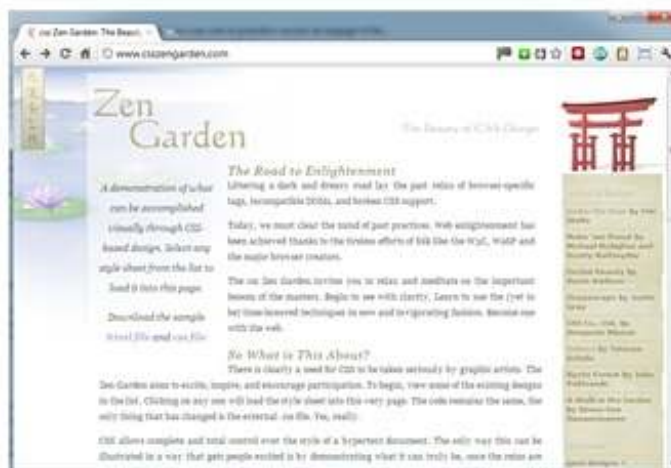 css Zen Garden: The Beauty
www.csszengarden.com
Zen
Garden
The Beauty of CSS Design
A demonstration of what
can be accomplished
visually through CSS-
based design. Select any
style sheet from the list to
load it into this page.
Download the sample
html file and css file
The Road to Enlightenment
Littering a dark and dreary road lay the past relics of browser-specific
tags, incompatible DOMs, and broken CSS support.
Today, we must clear the mind of past practices. Web enlightenment has
been achieved thanks to the tireless efforts of folk like the W3C, WaSP and
the major browser creators.
The css Zen Garden invites you to relax and meditate on the important
lessons of the masters. Begin to see with clarity. Learn to use the (yet to
be) time-honored techniques in new and invigorating fashion. Become one
with the web.
So What is This About?
There is clearly a need for CSS to be taken seriously by graphic artists. The
Zen Garden aims to excite, inspire, and encourage participation. To begin, view some of the existing designs
in the list. Clicking on any one will load the style sheet into this very page. The code remains the same, the
only thing that has changed is the external .css file. Yes, really.
CSS allows complete and total control over the style of a hypertext document. The only way this can be
illustrated in a way that gets people excited is by demonstrating what it can truly be, once the reins are